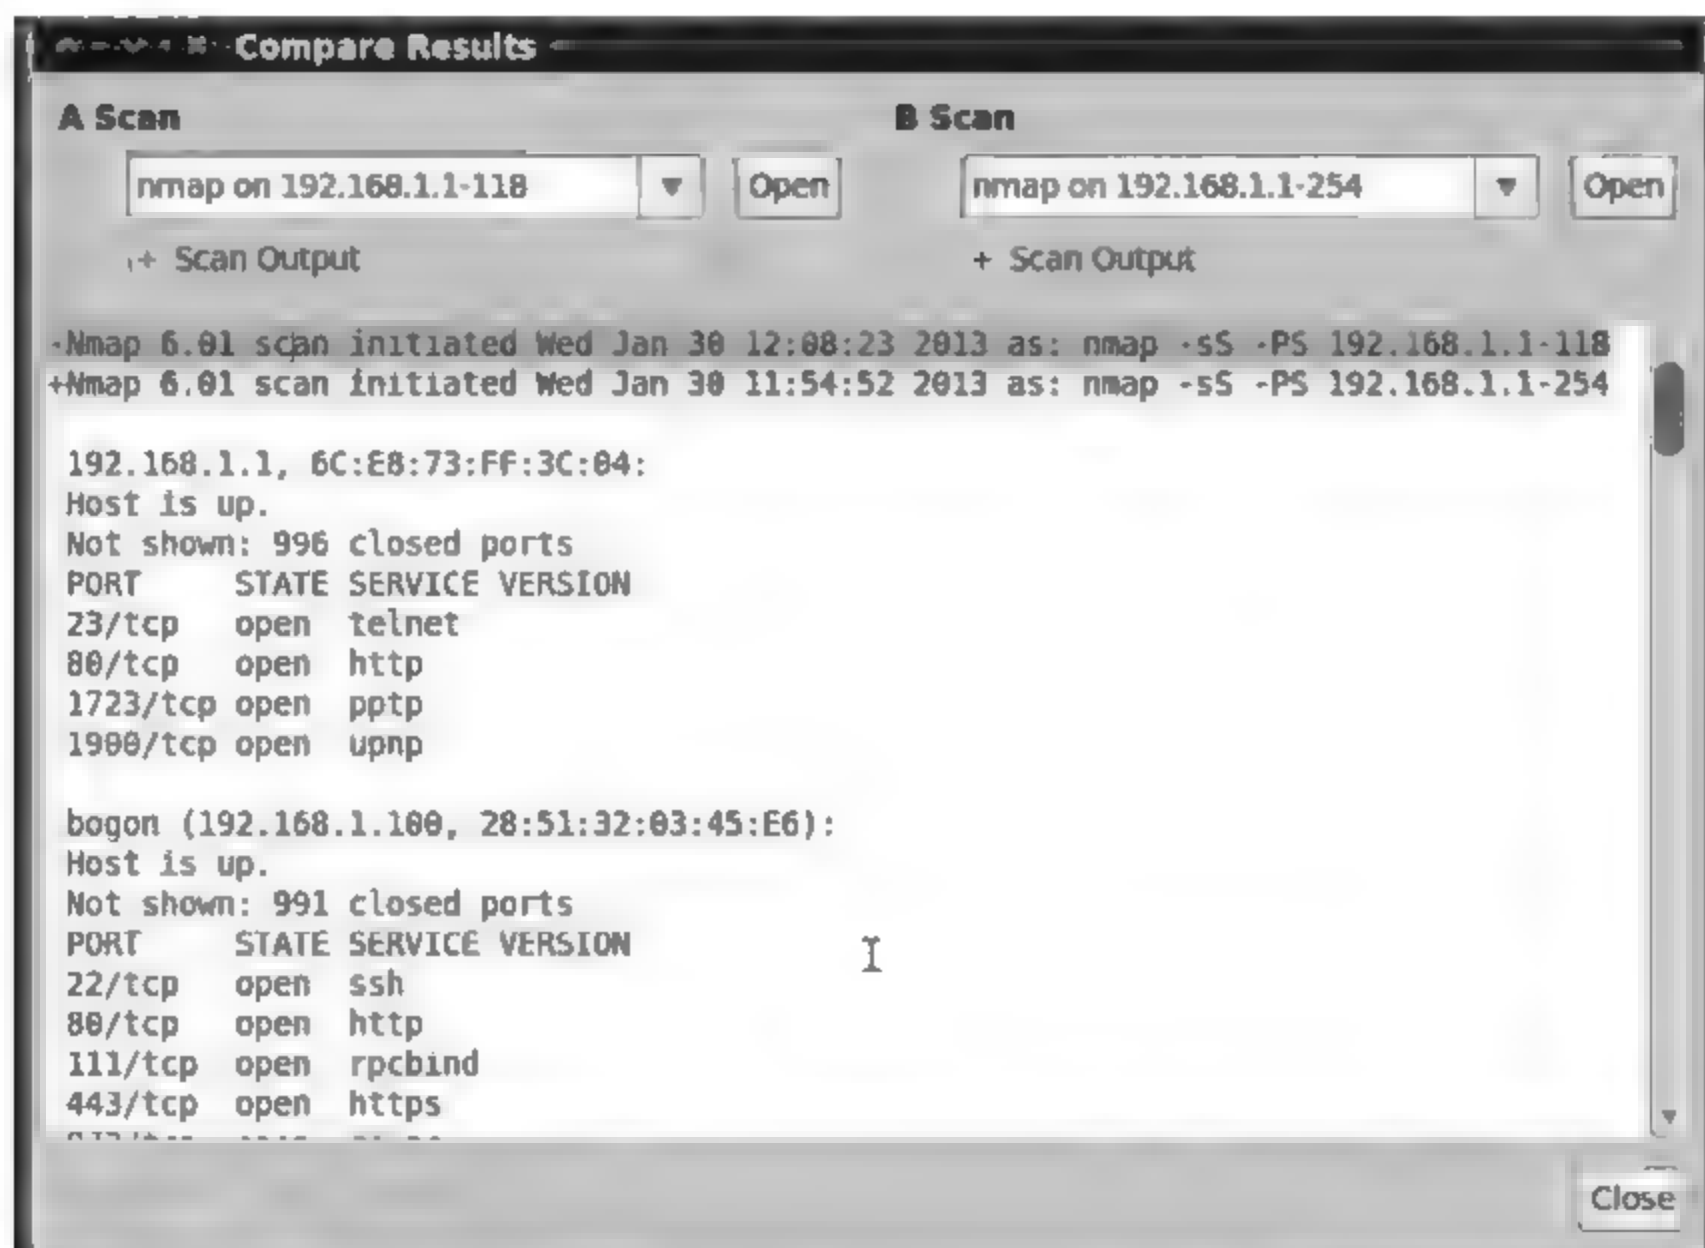 Compare Results
A Scan
B Scan
nmap on 192.168.1.1-118
Open
nmap on 192.168.1.1-254
Open
+ Scan Output
+ Scan Output
-Nmap 6.01 scan initiated Wed Jan 30 12:08:23 2013 as: nmap -sS -PS 192.168.1.1-118
+Nmap 6.01 scan initiated Wed Jan 30 11:54:52 2013 as: nmap -sS -PS 192.168.1.1-254
192.168.1.1, 6C:E8:73:FF:3C:04:
Host is up.
Not shown: 996 closed ports
PORT STATE SERVICE VERSION
23/tcp open telnet
80/tcp open http
1723/tcp open pptp
1900/tcp open upnp
bogon (192.168.1.100, 28:51:32:03:45:E6):
Host is up.
Not shown: 991 closed ports
PORT STATE SERVICE VERSION
22/tcp open ssh
80/tcp open http
111/tcp open rpcbind
443/tcp open https
Close